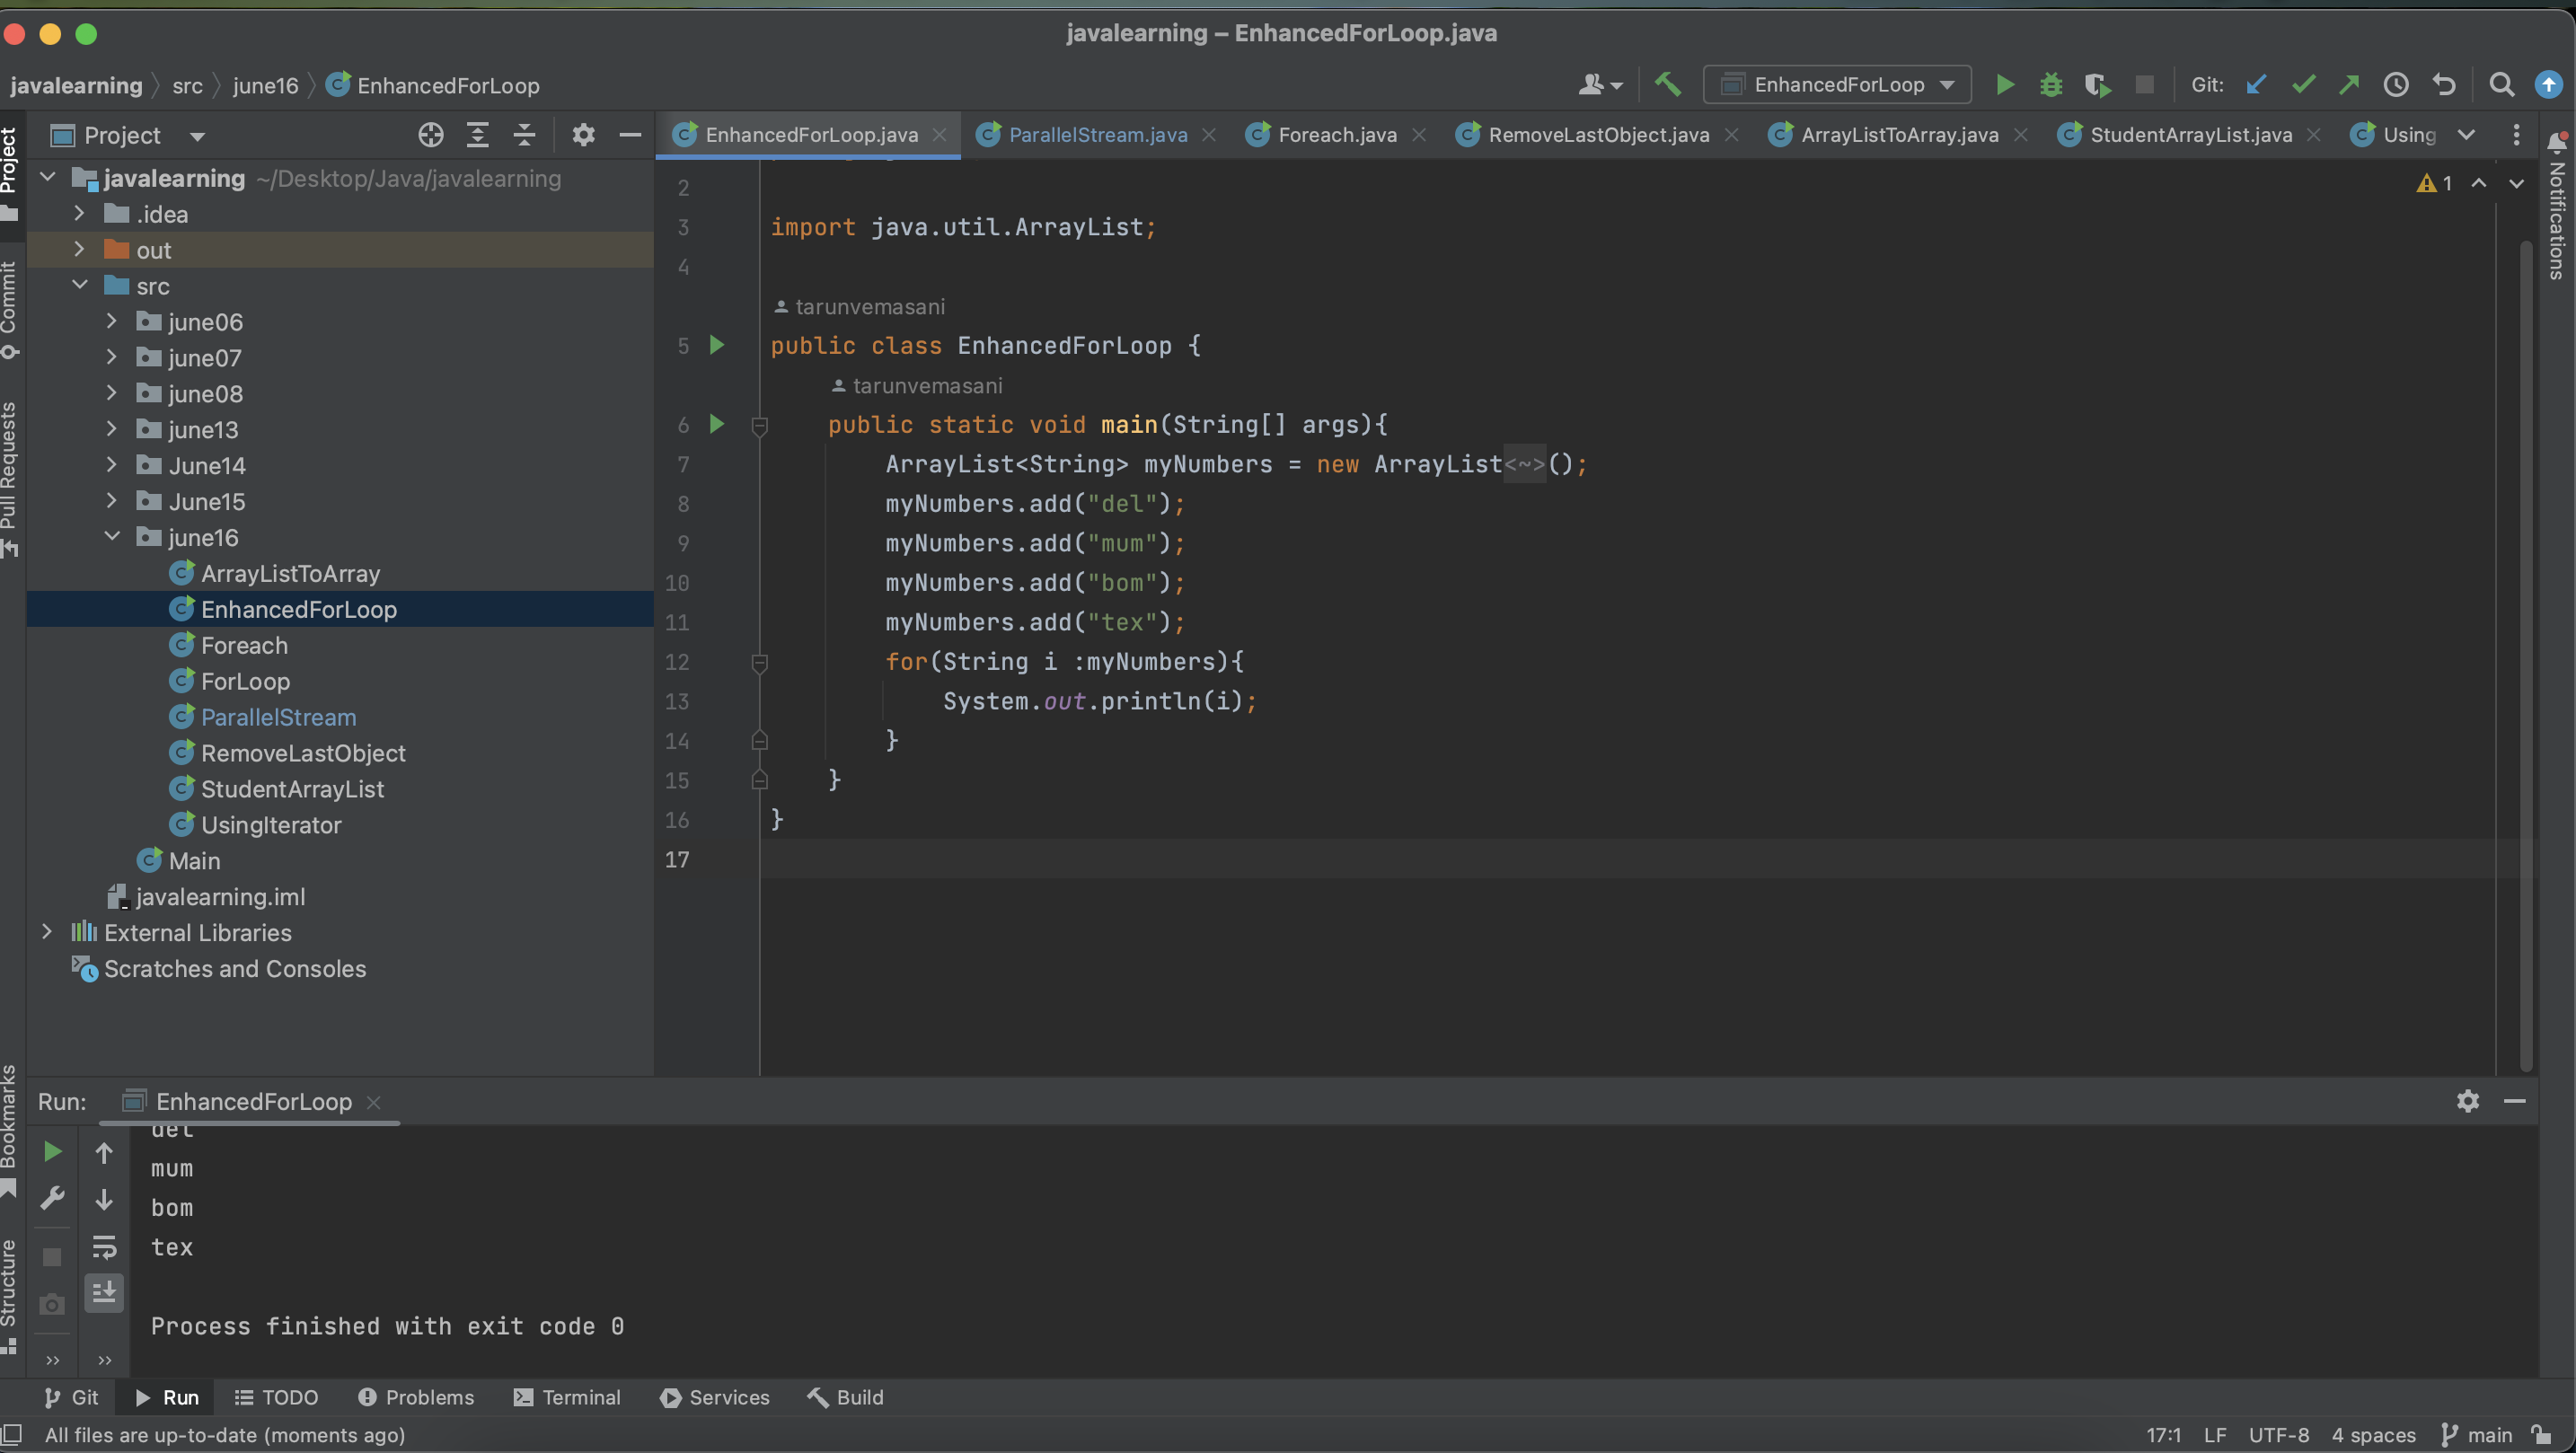 javalearning – EnhancedForLoop.java
javalearning src june16 EnhancedForLoop
EnhancedForLoop
Git:
Project
EnhancedForLoop.java
ParallelStream.java
Foreach.java
RemoveLastObject.java
ArrayListToArray.java
StudentArrayList.java
Using
Project
Commit
Pull Requests
Bookmarks
Structure
Notifications
javalearning ~/Desktop/Java/javalearning
.idea
out
src
june06
june07
june08
june13
June14
June15
june16
ArrayListToArray
EnhancedForLoop
Foreach
ForLoop
ParallelStream
RemoveLastObject
StudentArrayList
UsingIterator
Main
javalearning.iml
External Libraries
Scratches and Consoles
1
2
3 import java.util.ArrayList;
4
tarunvemasani
5 public class EnhancedForLoop {
tarunvemasani
6 public static void main(String[] args){
7 ArrayList<String> myNumbers = new ArrayList<~>();
8 myNumbers.add("del");
9 myNumbers.add("mum");
10 myNumbers.add("bom");
11 myNumbers.add("tex");
12 for(String i :myNumbers){
13 System.out.println(i);
14 }
15 }
16 }
17
Run: EnhancedForLoop
del
mum
bom
tex
Process finished with exit code 0
Git Run TODO Problems Terminal Services Build
All files are up-to-date (moments ago)
17:1 LF UTF-8 4 spaces main